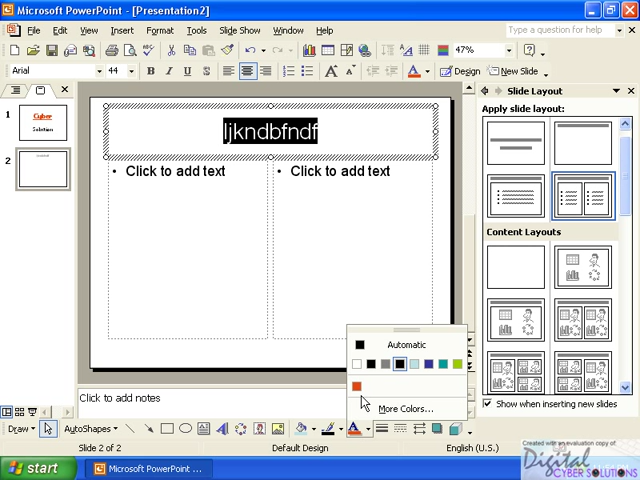 Microsoft PowerPoint - [Presentation2]
File Edit View Insert Format Tools Slide Show Window Help
Type a question for help
47%
Arial 44 B I U S A A A Design New Slide
Slide Layout
Apply slide layout:
1
Cyber
Solution
2
ljkndbfndf
• Click to add text
• Click to add text
Content Layouts
Automatic
More Colors...
Click to add notes
Show when inserting new slides
Draw AutoShapes A A
Slide 2 of 2 Default Design English (U.S.)
Created with an evaluation copy of
Digital
CYBER SOLUTIONS
start Microsoft PowerPoint ...